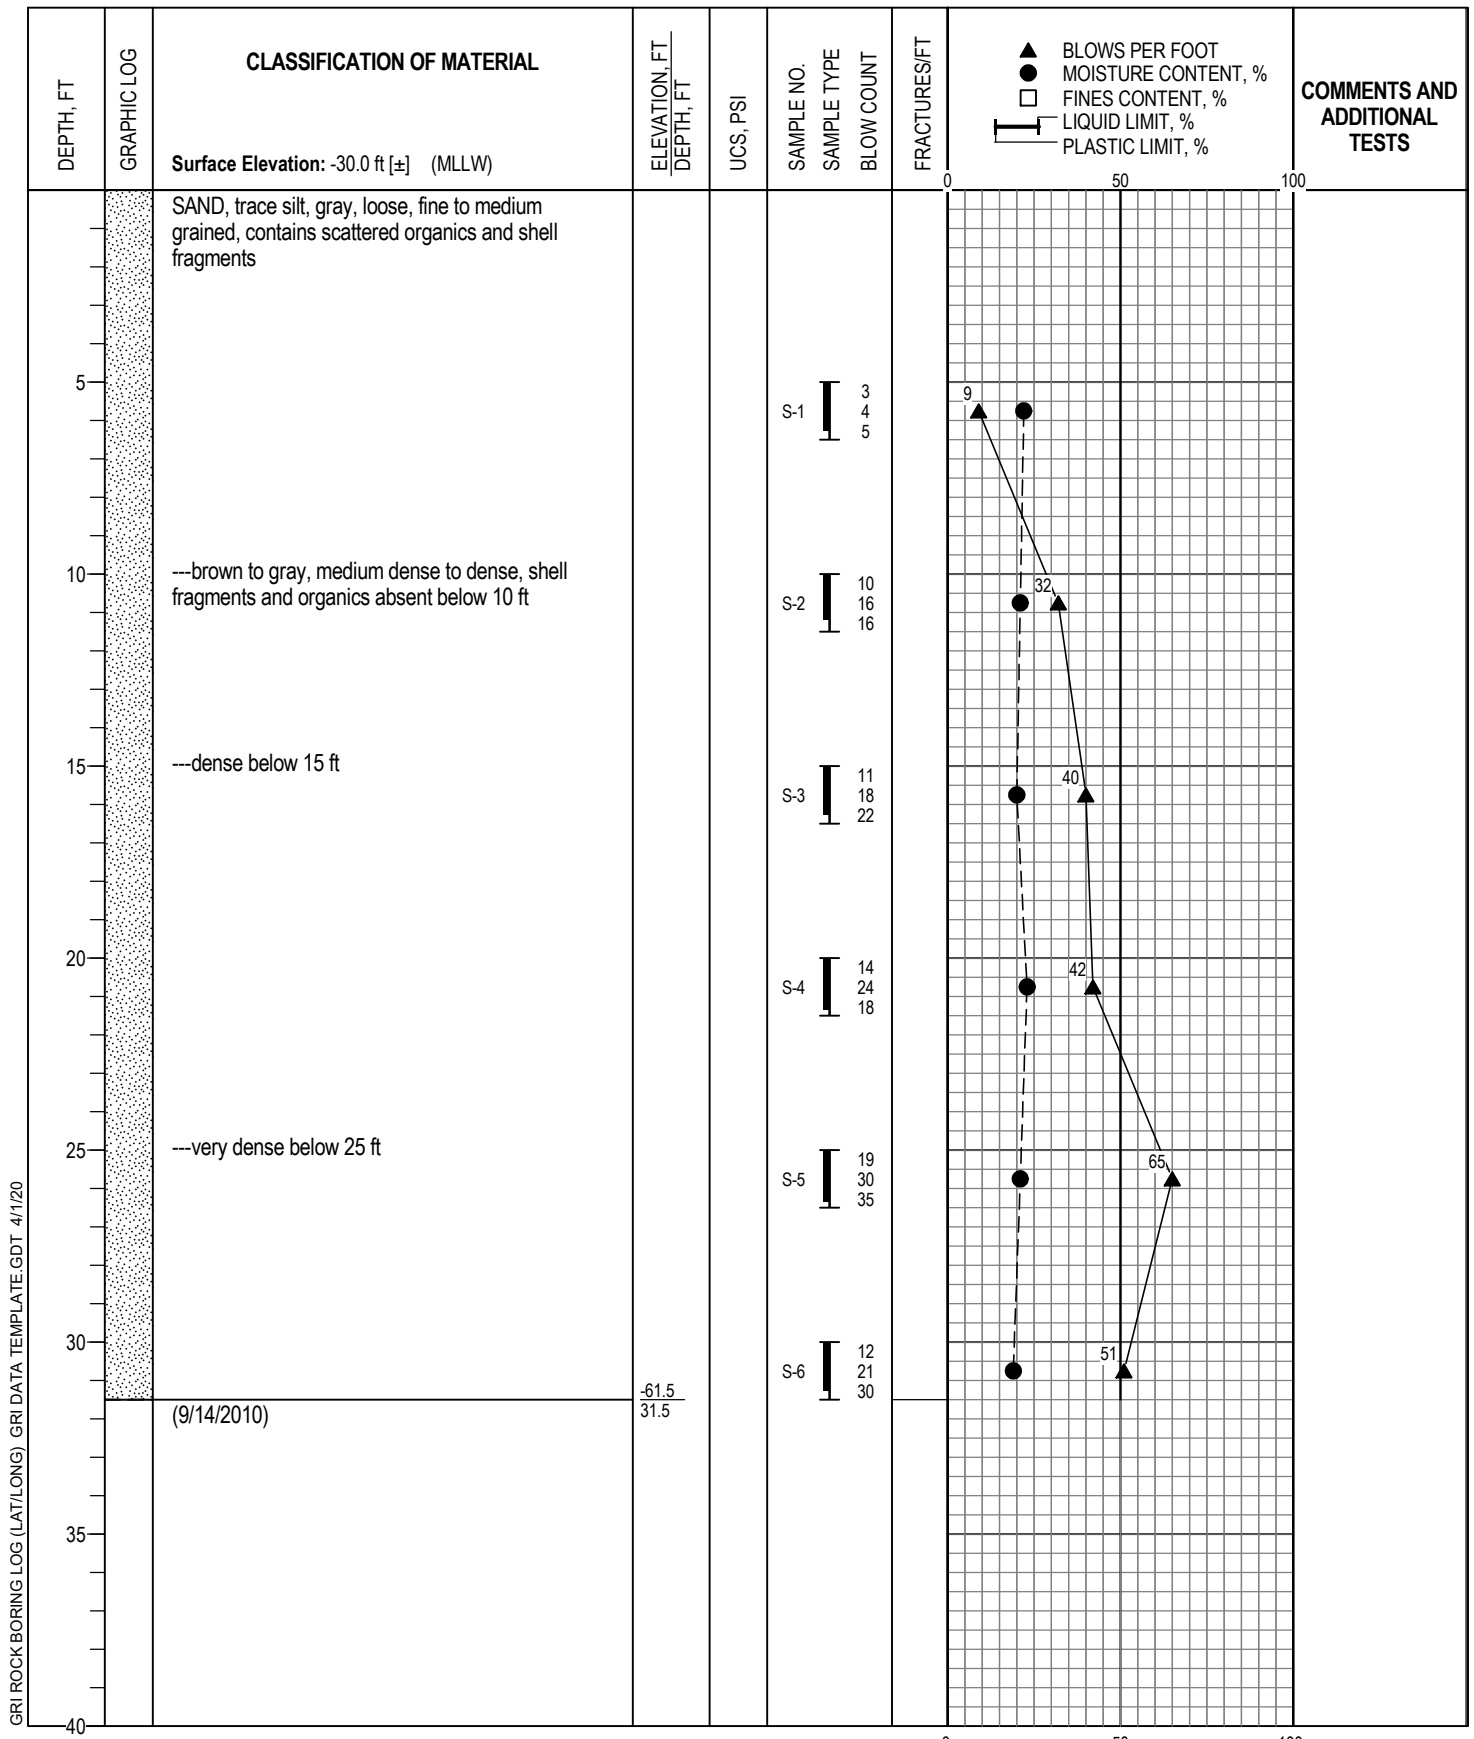 DEPTH, FT
GRAPHIC LOG
CLASSIFICATION OF MATERIAL
Surface Elevation: -30.0 ft [±] (MLLW)
ELEVATION, FT
DEPTH, FT
UCS, PSI
SAMPLE NO.
SAMPLE TYPE
BLOW COUNT
FRACTURES/FT
BLOWS PER FOOT
MOISTURE CONTENT, %
FINES CONTENT, %
LIQUID LIMIT, %
PLASTIC LIMIT, %
COMMENTS AND
ADDITIONAL
TESTS
0 50 100
SAND, trace silt, gray, loose, fine to medium
grained, contains scattered organics and shell
fragments
5
S-1
3
4
5
9
10
---brown to gray, medium dense to dense, shell
fragments and organics absent below 10 ft
S-2
10
16
16
32
15
---dense below 15 ft
S-3
11
18
22
40
20
S-4
14
24
18
42
25
---very dense below 25 ft
S-5
19
30
35
65
30
S-6
12
21
30
51
-61.5
31.5
(9/14/2010)
35
40
0 50 100
GRI ROCK BORING LOG (LAT/LONG) GRI DATA TEMPLATE.GDT 4/1/20